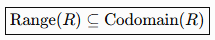 Range(R) ⊆ Codomain(R)